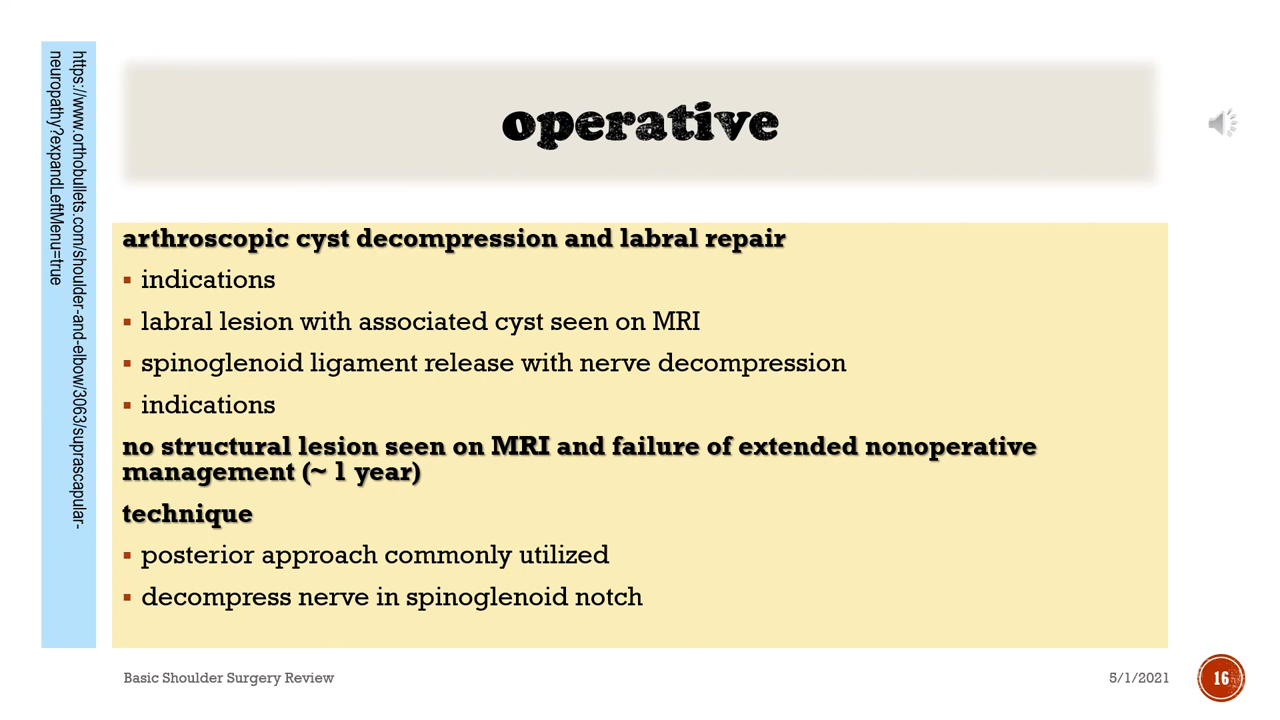 https://www.orthobullets.com/shoulder-and-elbow/3063/suprascapular-
neuropathy?expandLeftMenu=true
operative
arthroscopic cyst decompression and labral repair
▪ indications
▪ labral lesion with associated cyst seen on MRI
▪ spinoglenoid ligament release with nerve decompression
▪ indications
no structural lesion seen on MRI and failure of extended nonoperative
management (~ 1 year)
technique
▪ posterior approach commonly utilized
▪ decompress nerve in spinoglenoid notch
Basic Shoulder Surgery Review
5/1/2021
16